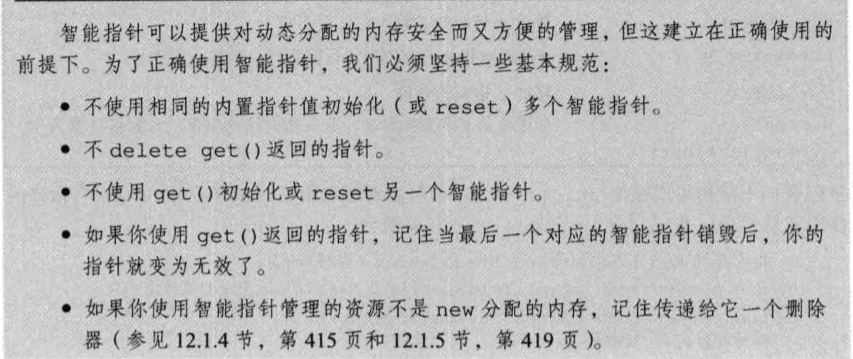 智能指针可以提供对动态分配的内存安全而又方便的管理，但这建立在正确使用的
前提下。为了正确使用智能指针，我们必须坚持一些基本规范：
• 不使用相同的内置指针值初始化（或 reset）多个智能指针。
• 不 delete get()返回的指针。
• 不使用 get()初始化或 reset 另一个智能指针。
• 如果你使用 get()返回的指针，记住当最后一个对应的智能指针销毁后，你的
指针就变为无效了。
• 如果你使用智能指针管理的资源不是 new 分配的内存，记住传递给它一个删除
器（参见 12.1.4 节，第 415 页和 12.1.5 节，第 419 页）。